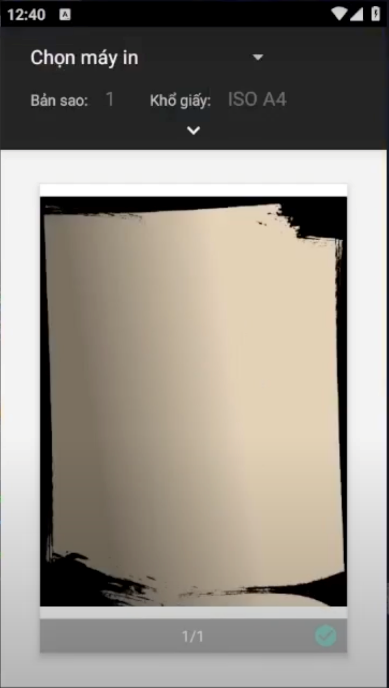 12:40 A
Chọn máy in
Bản sao: 1 Khổ giấy: ISO A4
1/1